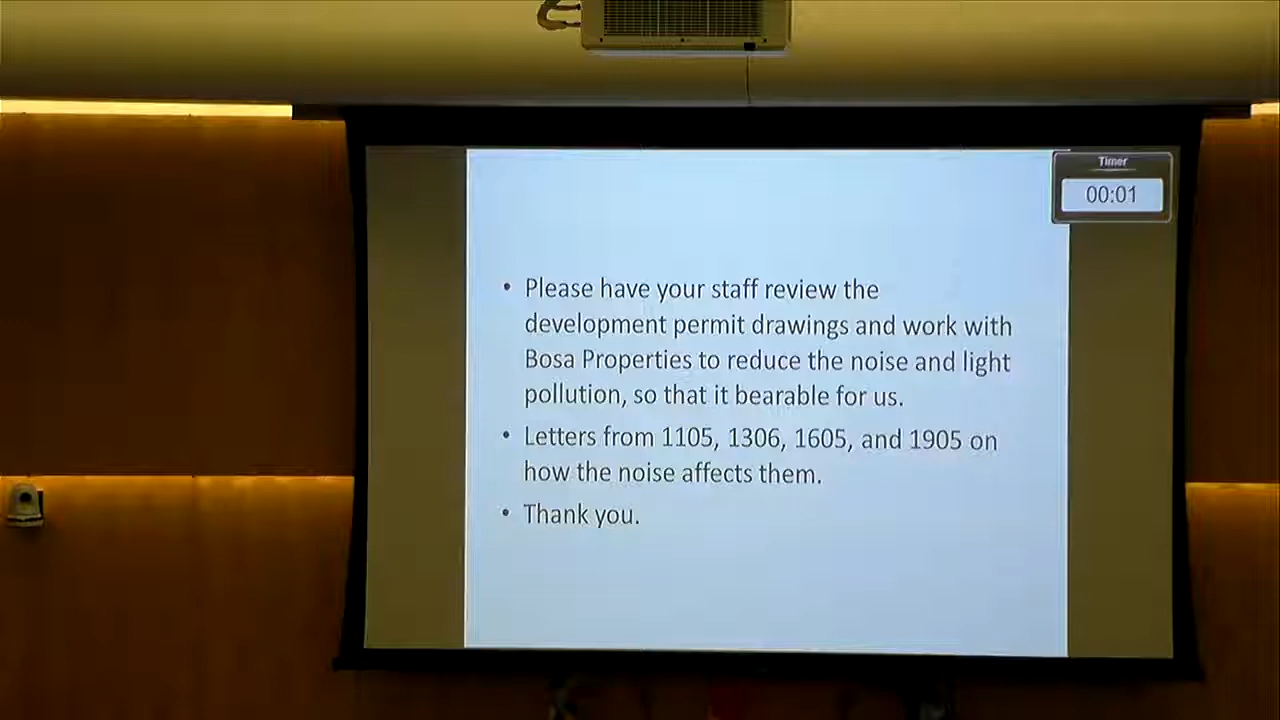 Timer
00:01
• Please have your staff review the
development permit drawings and work with
Bosa Properties to reduce the noise and light
pollution, so that it bearable for us.
• Letters from 1105, 1306, 1605, and 1905 on
how the noise affects them.
• Thank you.